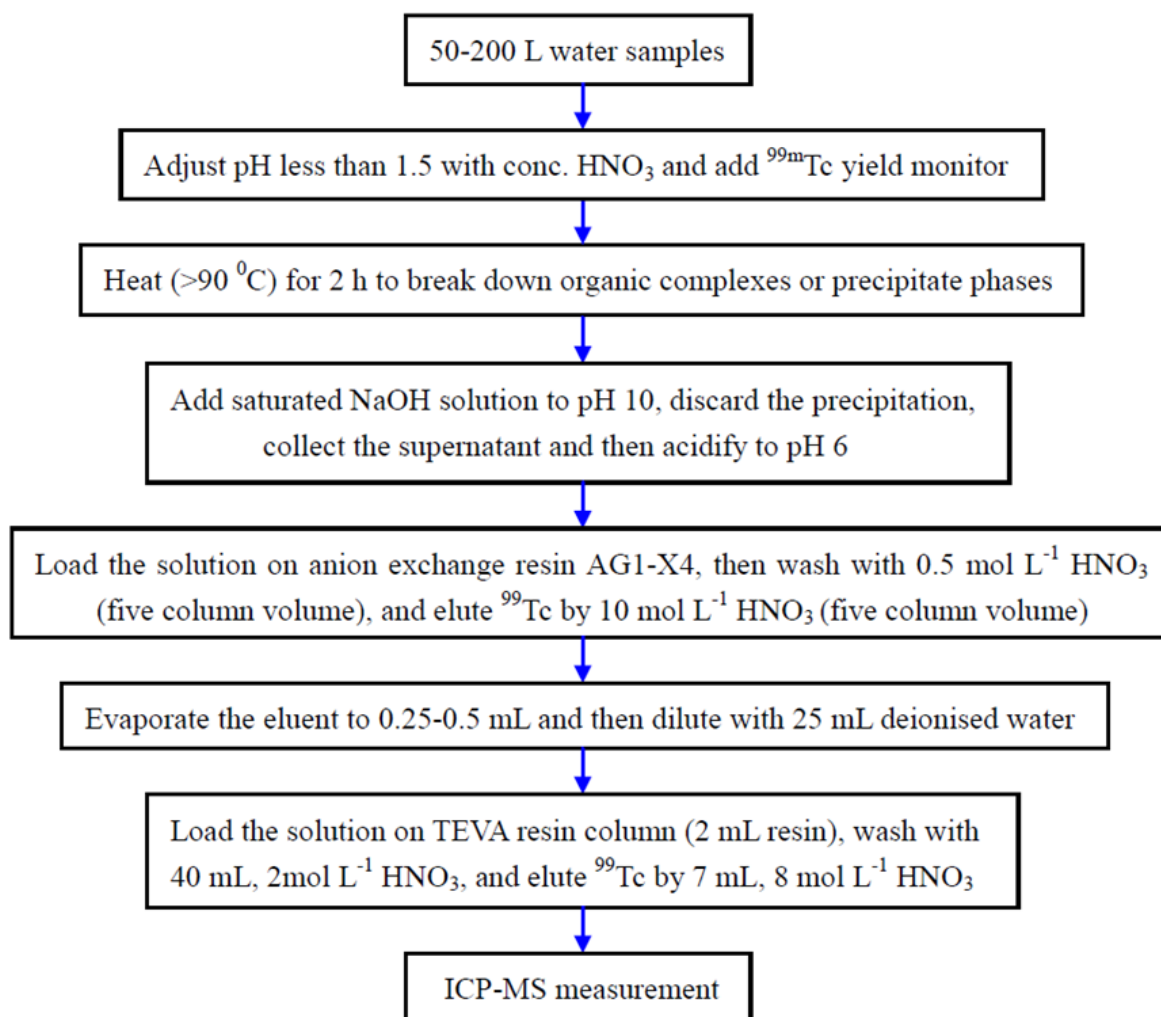 50-200 L water samples
Adjust pH less than 1.5 with conc. HNO₃ and add ⁹⁹ᵐTc yield monitor
Heat (>90 ⁰C) for 2 h to break down organic complexes or precipitate phases
Add saturated NaOH solution to pH 10, discard the precipitation,
collect the supernatant and then acidify to pH 6
Load the solution on anion exchange resin AG1-X4, then wash with 0.5 mol L⁻¹ HNO₃
(five column volume), and elute ⁹⁹Tc by 10 mol L⁻¹ HNO₃ (five column volume)
Evaporate the eluent to 0.25-0.5 mL and then dilute with 25 mL deionised water
Load the solution on TEVA resin column (2 mL resin), wash with
40 mL, 2mol L⁻¹ HNO₃, and elute ⁹⁹Tc by 7 mL, 8 mol L⁻¹ HNO₃
ICP-MS measurement